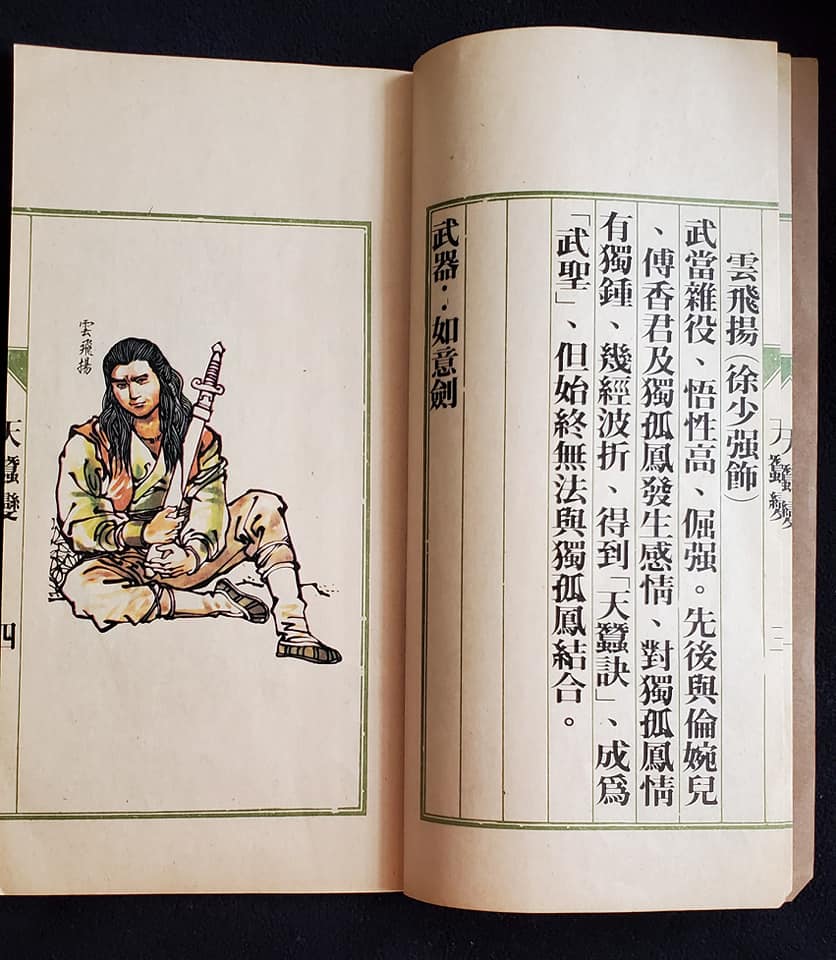 雲飛揚（徐少强飾）
武當雜役、悟性高、倔强。先後與倫婉兒
、傅香君及獨孤鳳發生感情、對獨孤鳳情
有獨鍾、幾經波折、得到「天蠶訣」、成爲
「武聖」、但始終無法與獨孤鳳結合。
武器：如意劍
天蠶變
雲飛揚
天蠶變
四